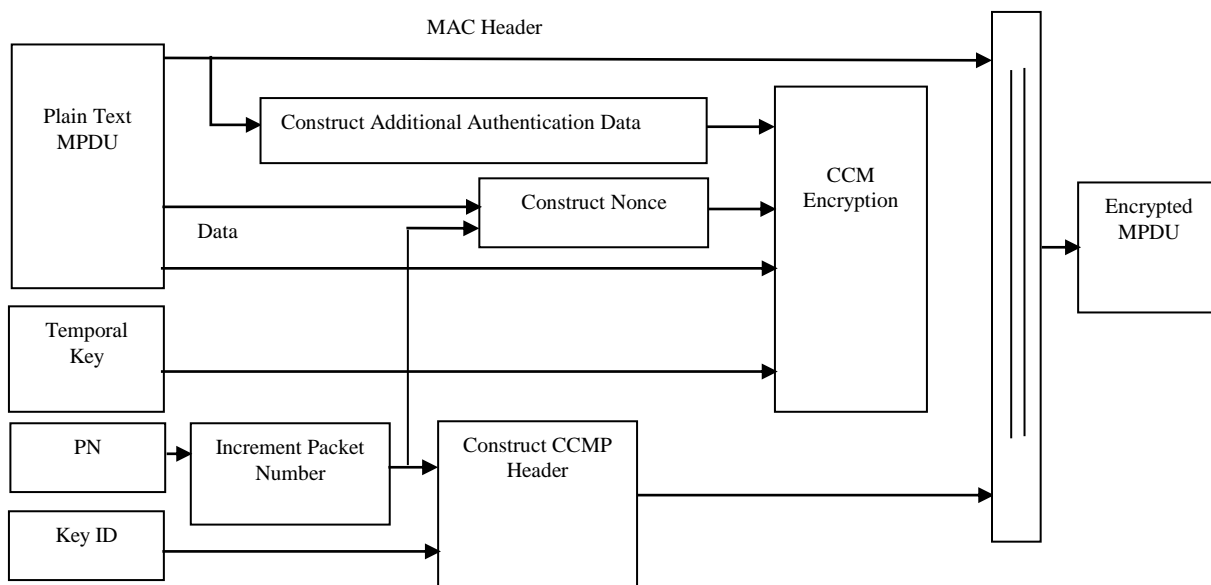 MAC Header
Plain Text
MPDU
Construct Additional Authentication Data
CCM
Encryption
Construct Nonce
Encrypted
MPDU
Data
Temporal
Key
PN
Increment Packet
Number
Construct CCMP
Header
Key ID